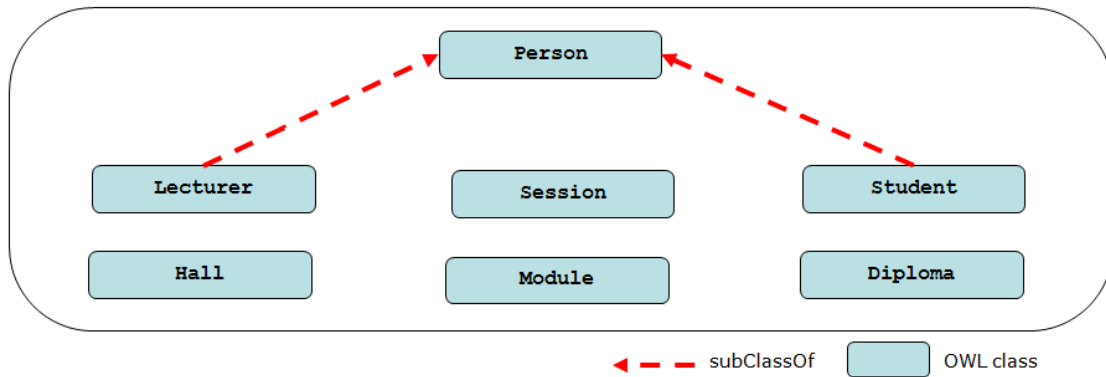 Person
Lecturer
Session
Student
Hall
Module
Diploma
subClassOf
OWL class